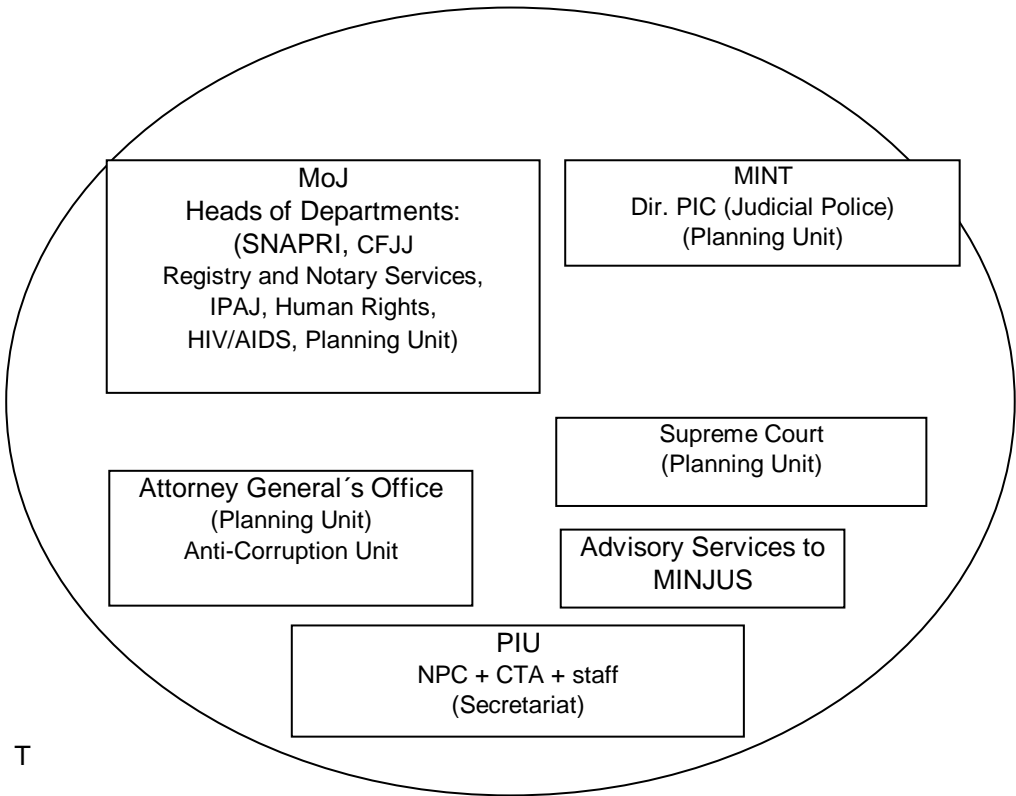 MoJ
Heads of Departments:
(SNAPRI, CFJJ
Registry and Notary Services,
IPAJ, Human Rights,
HIV/AIDS, Planning Unit)
MINT
Dir. PIC (Judicial Police)
(Planning Unit)
Supreme Court
(Planning Unit)
Attorney General´s Office
(Planning Unit)
Anti-Corruption Unit
Advisory Services to
MINJUS
PIU
NPC + CTA + staff
(Secretariat)
T